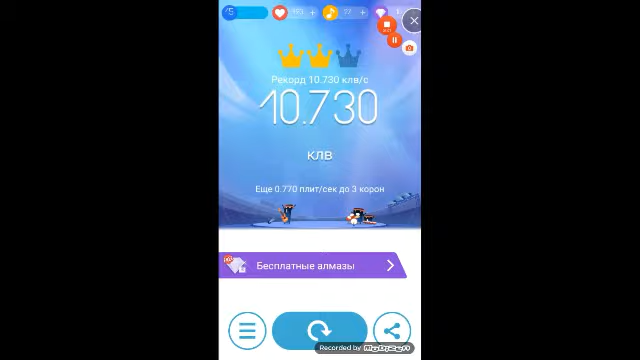 15
Рекорд 10.730 клв/с
10.730
клв
Еще 0.770 плит/сек до 3 корон
Бесплатные алмазы
Recorded by